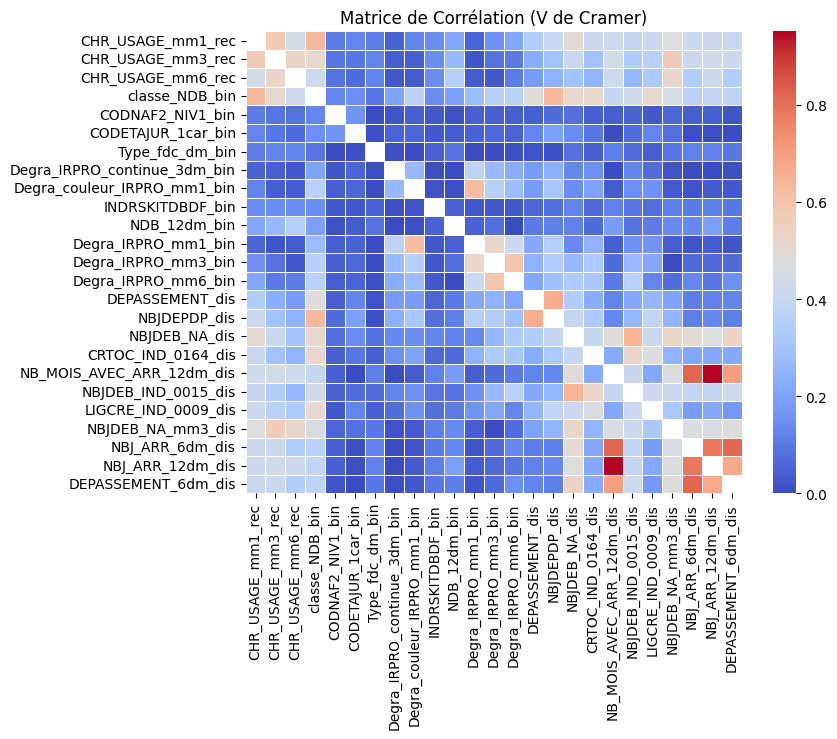 Matrice de Corrélation (V de Cramer)
CHR_USAGE_mm1_rec
CHR_USAGE_mm3_rec
CHR_USAGE_mm6_rec
classe_NDB_bin
CODNAF2_NIV1_bin
CODETAJUR_1car_bin
Type_fdc_dm_bin
Degra_IRPRO_continue_3dm_bin
Degra_couleur_IRPRO_mm1_bin
INDRSKITDBDF_bin
NDB_12dm_bin
Degra_IRPRO_mm1_bin
Degra_IRPRO_mm3_bin
Degra_IRPRO_mm6_bin
DEPASSEMENT_dis
NBJDEPDP_dis
NBJDEB_NA_dis
CRTOC_IND_0164_dis
NB_MOIS_AVEC_ARR_12dm_dis
NBJDEB_IND_0015_dis
LIGCRE_IND_0009_dis
NBJDEB_NA_mm3_dis
NBJ_ARR_6dm_dis
NBJ_ARR_12dm_dis
DEPASSEMENT_6dm_dis
CHR_USAGE_mm1_rec
CHR_USAGE_mm3_rec
CHR_USAGE_mm6_rec
classe_NDB_bin
CODNAF2_NIV1_bin
CODETAJUR_1car_bin
Type_fdc_dm_bin
Degra_IRPRO_continue_3dm_bin
Degra_couleur_IRPRO_mm1_bin
INDRSKITDBDF_bin
NDB_12dm_bin
Degra_IRPRO_mm1_bin
Degra_IRPRO_mm3_bin
Degra_IRPRO_mm6_bin
DEPASSEMENT_dis
NBJDEPDP_dis
NBJDEB_NA_dis
CRTOC_IND_0164_dis
NB_MOIS_AVEC_ARR_12dm_dis
NBJDEB_IND_0015_dis
LIGCRE_IND_0009_dis
NBJDEB_NA_mm3_dis
NBJ_ARR_6dm_dis
NBJ_ARR_12dm_dis
DEPASSEMENT_6dm_dis
0.8
0.6
0.4
0.2
0.0